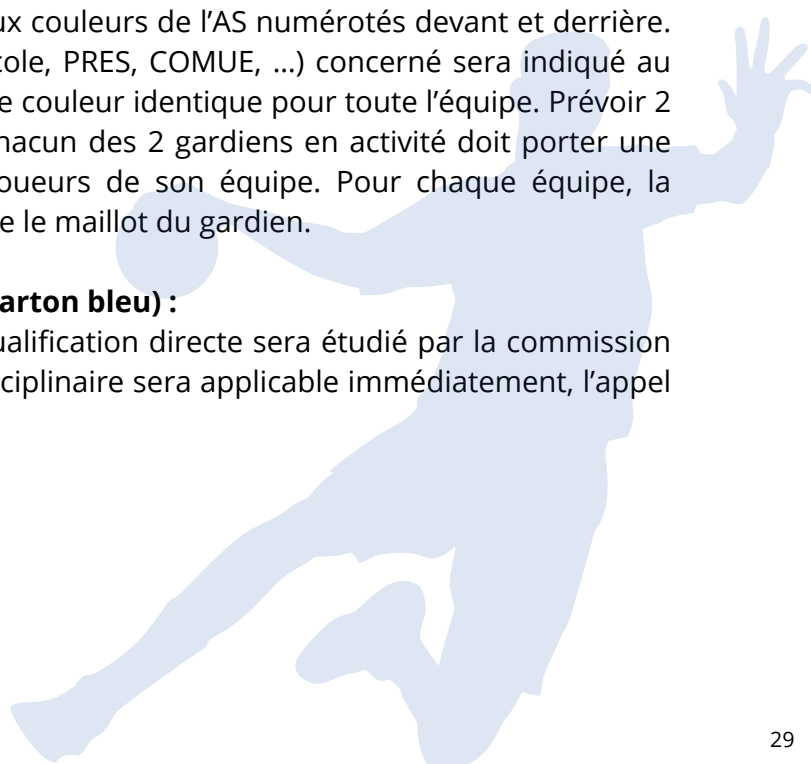 ux couleurs de l’AS numérotés devant et derrière.
cole, PRES, COMUE, …) concerné sera indiqué au
e couleur identique pour toute l’équipe. Prévoir 2
hacun des 2 gardiens en activité doit porter une
oueurs de son équipe. Pour chaque équipe, la
e le maillot du gardien.
arton bleu) :
ualification directe sera étudié par la commission
ciplinaire sera applicable immédiatement, l’appel
29